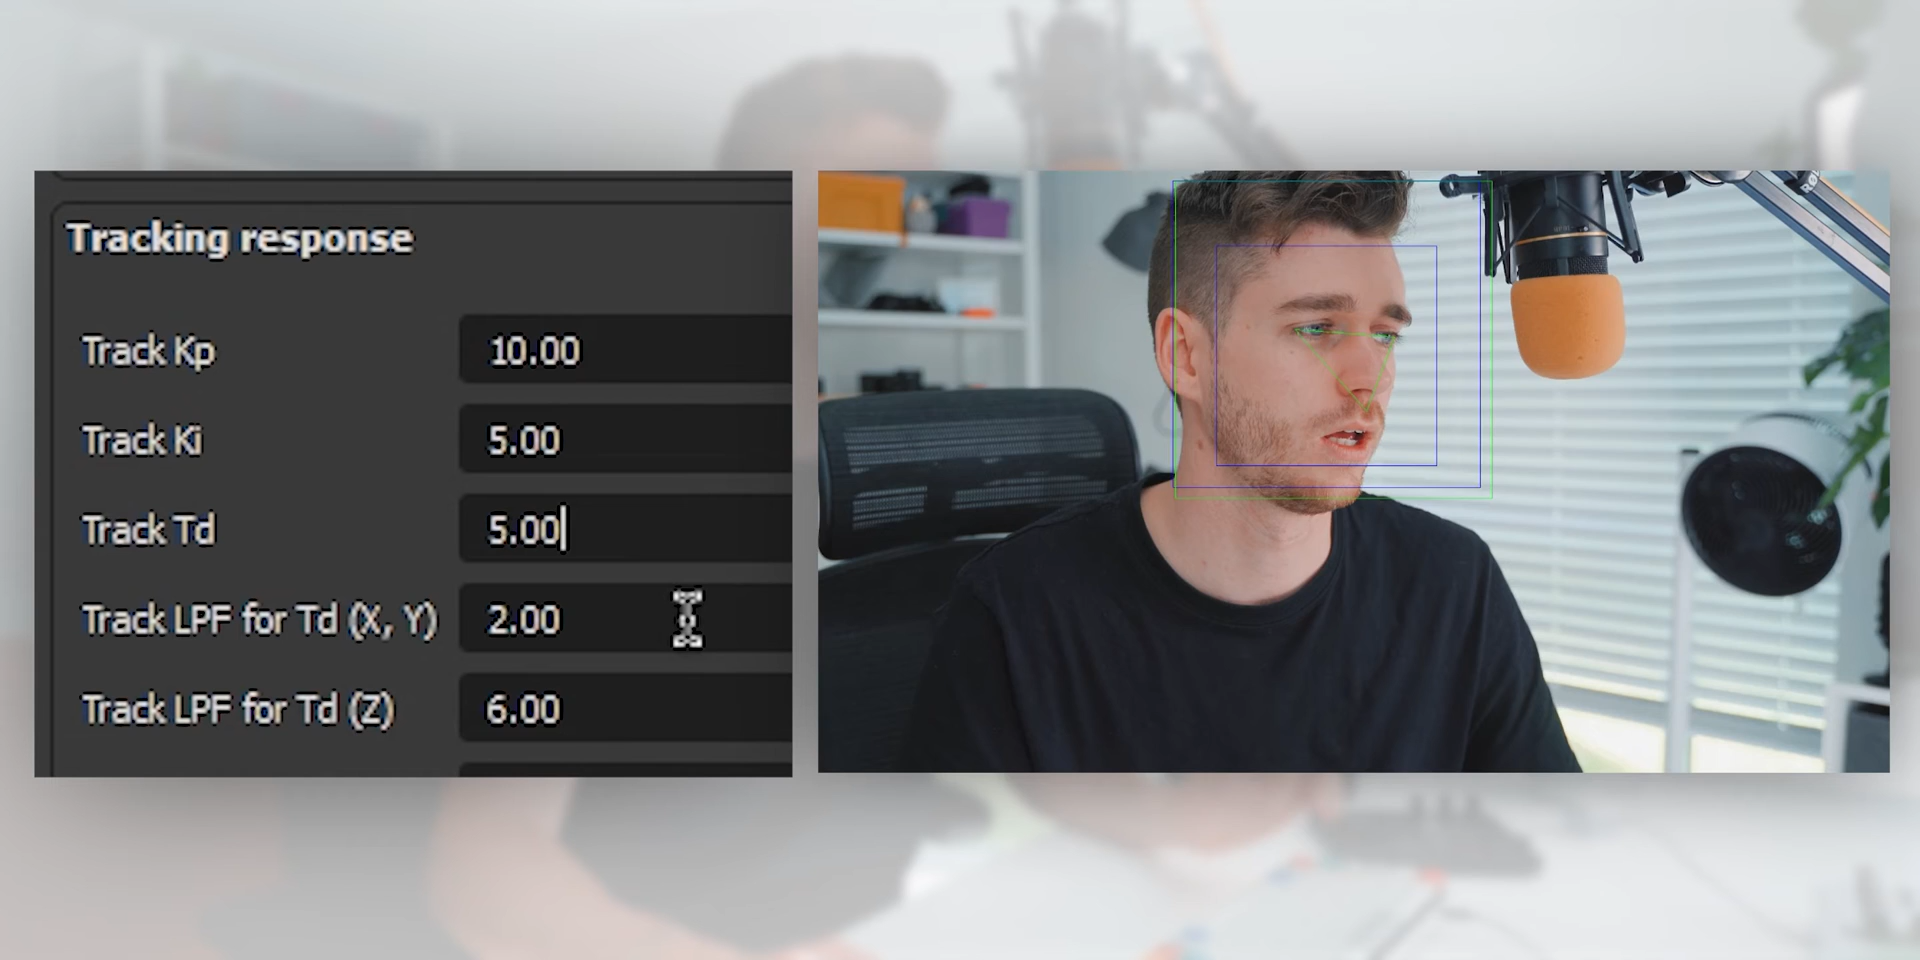 Tracking response
Track Kp 10.00
Track Ki 5.00
Track Td 5.00
Track LPF for Td (X, Y) 2.00
Track LPF for Td (Z) 6.00